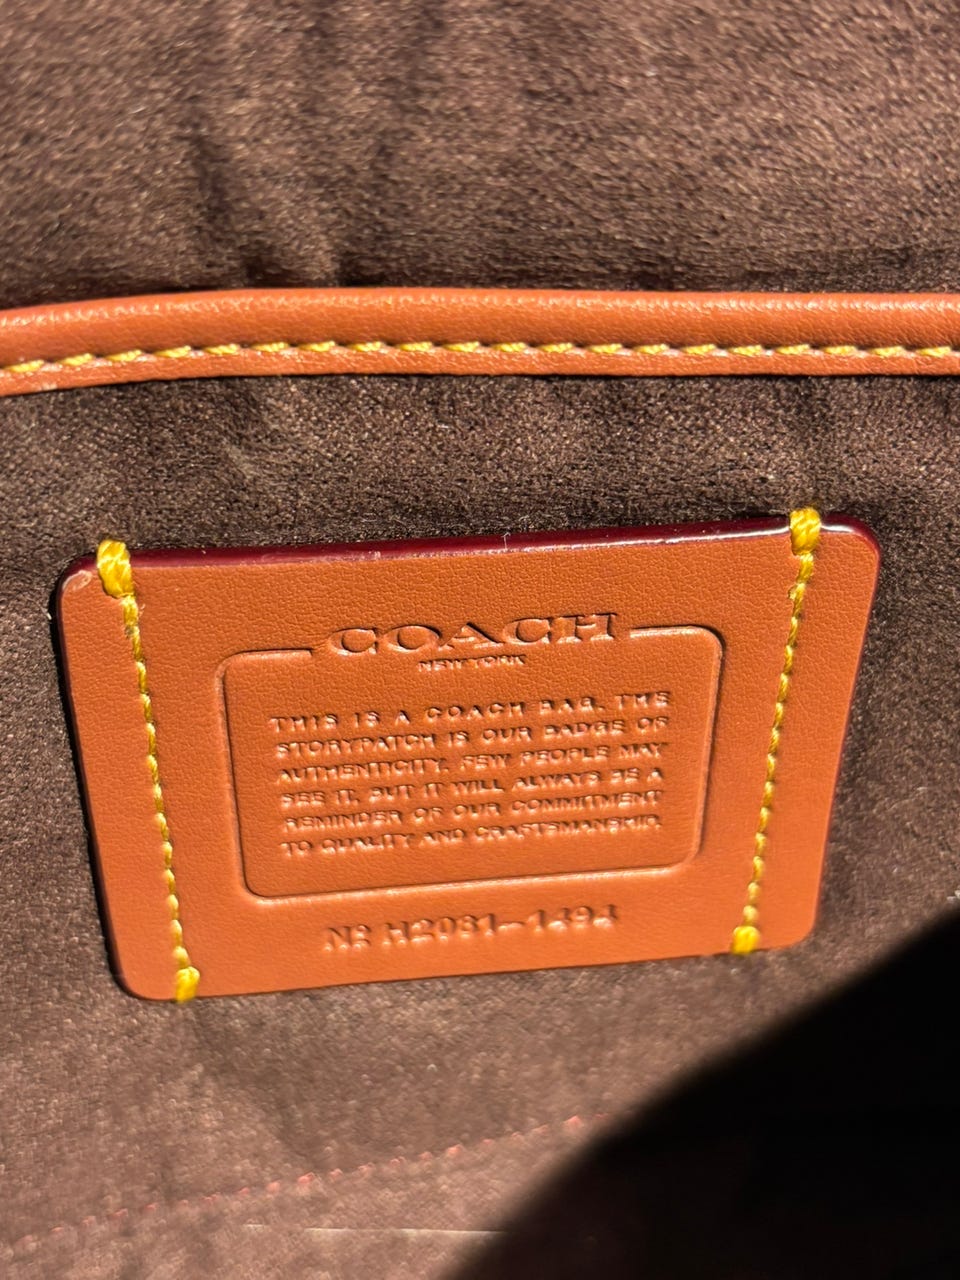 COACH
NEW YORK
THIS IS A COACH BAG. THE
STORYPATCH IS OUR BADGE OF
AUTHENTICITY. FEW PEOPLE MAY
SEE IT, BUT IT WILL ALWAYS BE A
REMINDER OF OUR COMMITMENT
TO QUALITY AND CRAFTSMANSHIP.
Nº H2081-1494